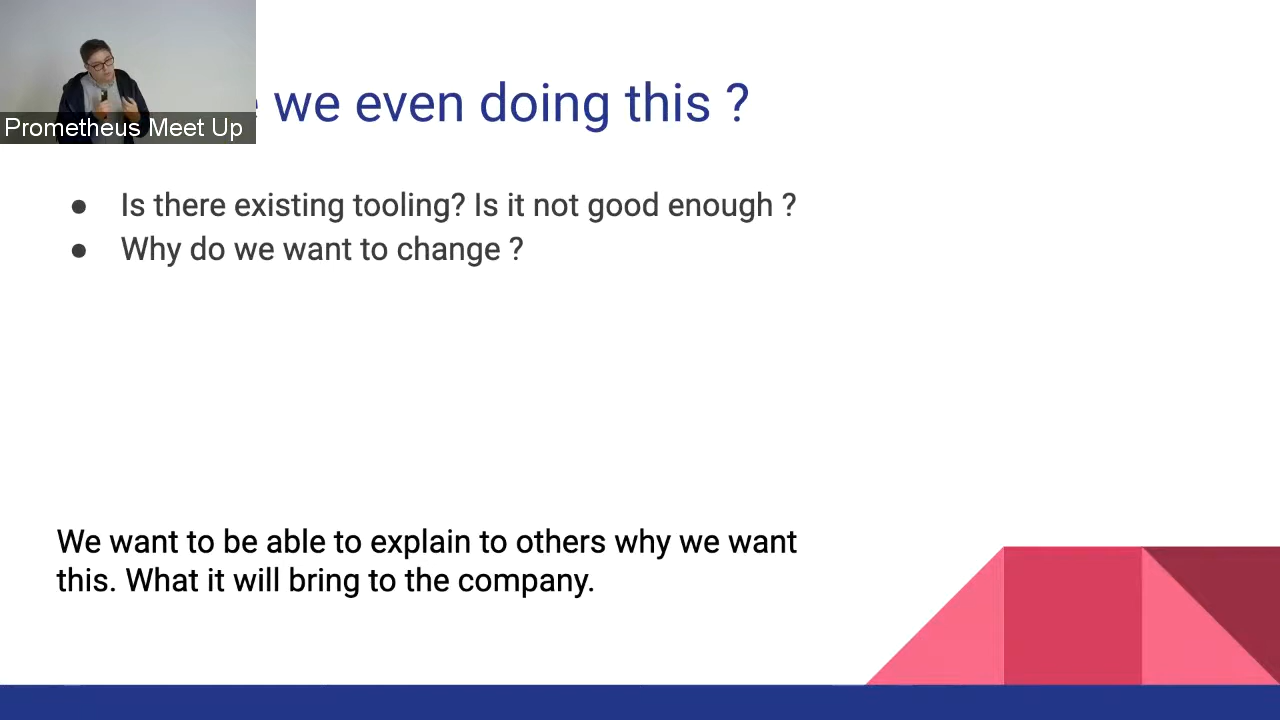 we even doing this ?
Prometheus Meet Up
● Is there existing tooling? Is it not good enough ?
● Why do we want to change ?
We want to be able to explain to others why we want
this. What it will bring to the company.